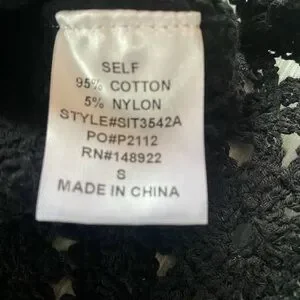 SELF
95% COTTON
5% NYLON
STYLE#SIT3542A
PO#P2112
RN#148922
S
MADE IN CHINA